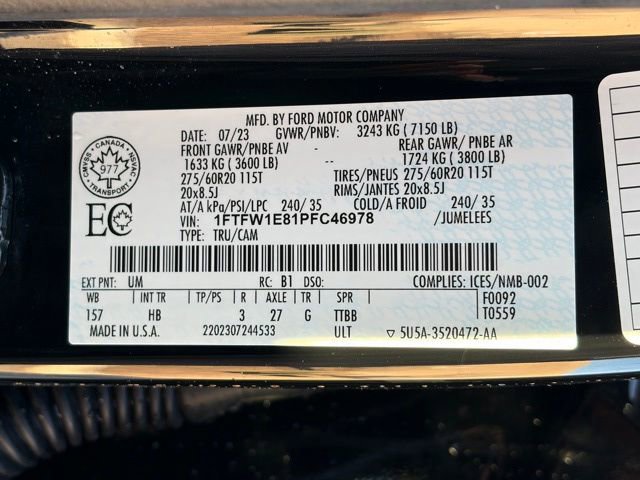 MFD. BY FORD MOTOR COMPANY
DATE: 07/23 GVWR/PNBV: 3243 KG ( 7150 LB)
FRONT GAWR/PNBE AV - -- REAR GAWR/ PNBE AR
1633 KG ( 3600 LB) 1724 KG ( 3800 LB)
275/60R20 115T TIRES/PNEUS 275/60R20 115T
20x8.5J RIMS/JANTES 20x8.5J
AT/A kPa/PSI/LPC 240/ 35 COLD/A FROID 240/ 35
VIN: 1FTFW1E81PFC46978 /JUMELEES
TYPE: TRU/CAM
CANADA
977
TRANSPORT
CMVSS
NSVAC
EC
EXT PNT: UM RC: B1 DSO: COMPLIES: ICES/NMB-002
WB INT TR TP/PS R AXLE TR SPR F0092
157 HB 3 27 G TTBB T0559
MADE IN U.S.A. 2202307244533 ULT ▽ 5U5A-3520472-AA